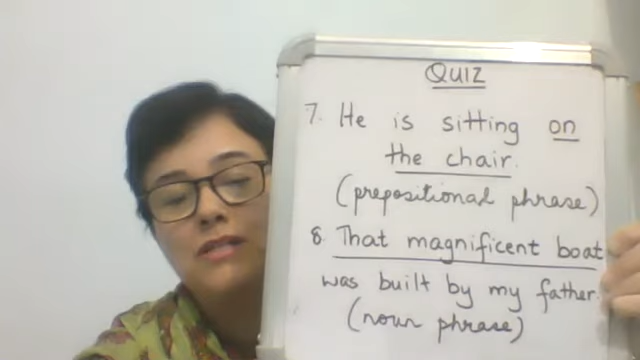 QUIZ
7. He is sitting on
the chair.
(prepositional phrase)
8. That magnificent boat
was built by my father.
(noun phrase)